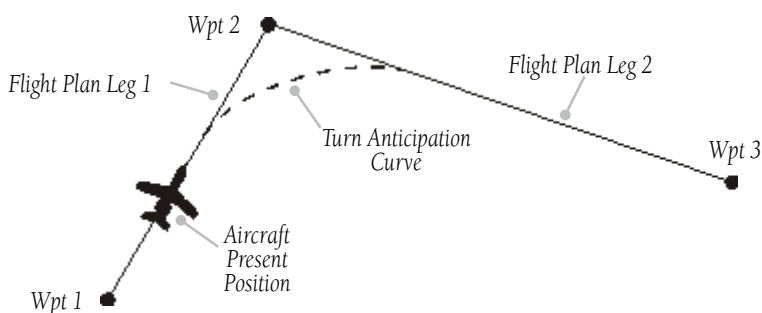 Wpt 2
Flight Plan Leg 1
Flight Plan Leg 2
Turn Anticipation
Curve
Wpt 3
Aircraft
Present
Position
Wpt 1